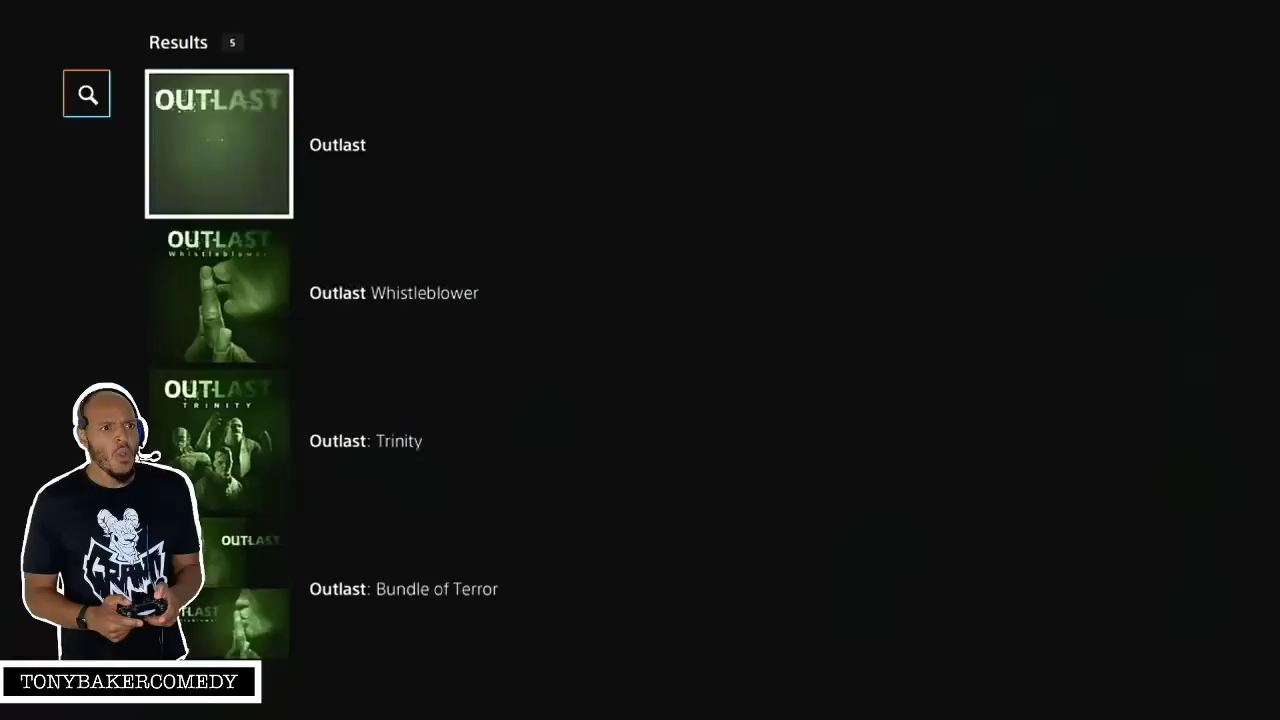 Results 5
OUTLAST
Outlast
OUTLAST
Whistleblower
Outlast Whistleblower
OUTLAST
TRINITY
Outlast: Trinity
OUTLAST
Outlast: Bundle of Terror
TONYBAKERCOMEDY